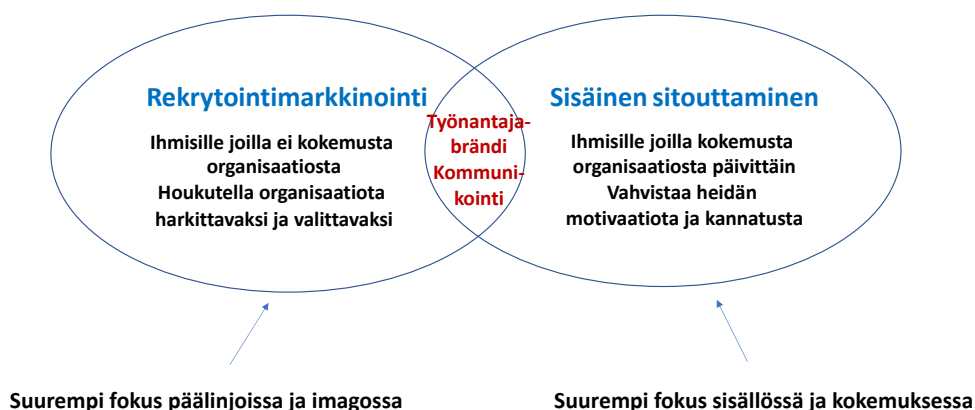 Rekrytointimarkkinointi
Ihmisille joilla ei kokemusta
organisaatiosta
Houkutella organisaatiota
harkittavaksi ja valittavaksi
Työnantaja-
brändi
Kommuni-
kointi
Sisäinen sitouttaminen
Ihmisille joilla kokemusta
organisaatiosta päivittäin
Vahvistaa heidän
motivaatiota ja kannatusta
Suurempi fokus päälinjoissa ja imagossa
Suurempi fokus sisällössä ja kokemuksessa